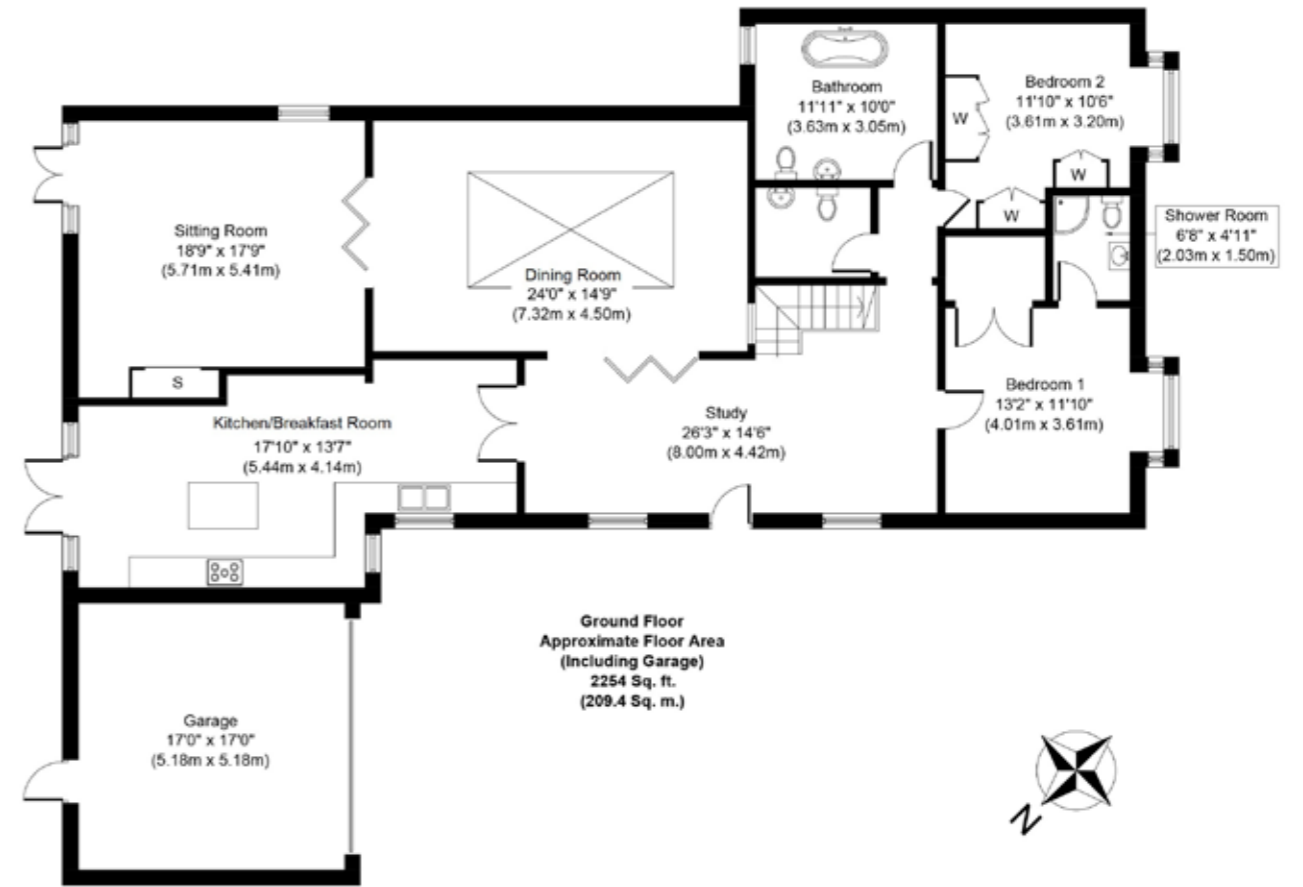 Bathroom
11'11" x 10'0"
(3.63m x 3.05m)
Bedroom 2
11'10" x 10'6"
(3.61m x 3.20m)
W
W
W
Shower Room
6'8" x 4'11"
(2.03m x 1.50m)
Sitting Room
18'9" x 17'9"
(5.71m x 5.41m)
Dining Room
24'0" x 14'9"
(7.32m x 4.50m)
S
Kitchen/Breakfast Room
17'10" x 13'7"
(5.44m x 4.14m)
Study
26'3" x 14'6"
(8.00m x 4.42m)
Bedroom 1
13'2" x 11'10"
(4.01m x 3.61m)
Ground Floor
Approximate Floor Area
(Including Garage)
2254 Sq. ft.
(209.4 Sq. m.)
Garage
17'0" x 17'0"
(5.18m x 5.18m)
N